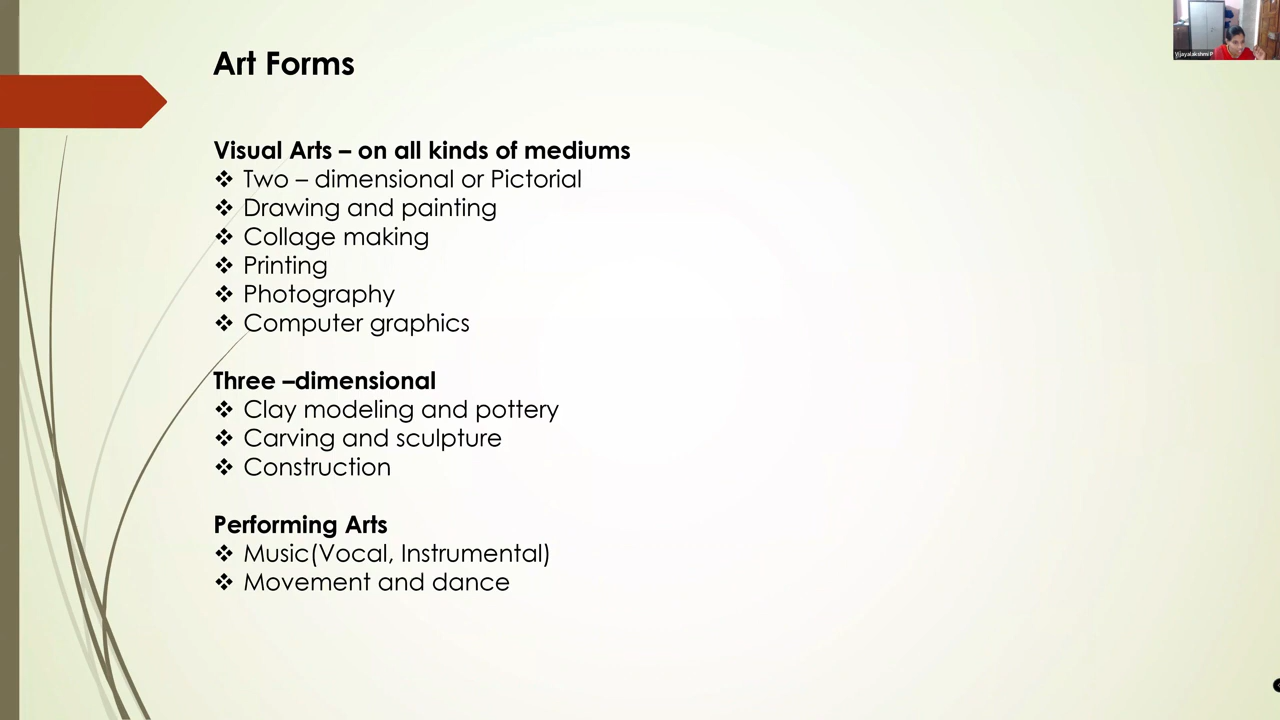 Art Forms
Visual Arts – on all kinds of mediums
❖ Two – dimensional or Pictorial
❖ Drawing and painting
❖ Collage making
❖ Printing
❖ Photography
❖ Computer graphics
Three –dimensional
❖ Clay modeling and pottery
❖ Carving and sculpture
❖ Construction
Performing Arts
❖ Music(Vocal, Instrumental)
❖ Movement and dance
Vijayalakshmi P